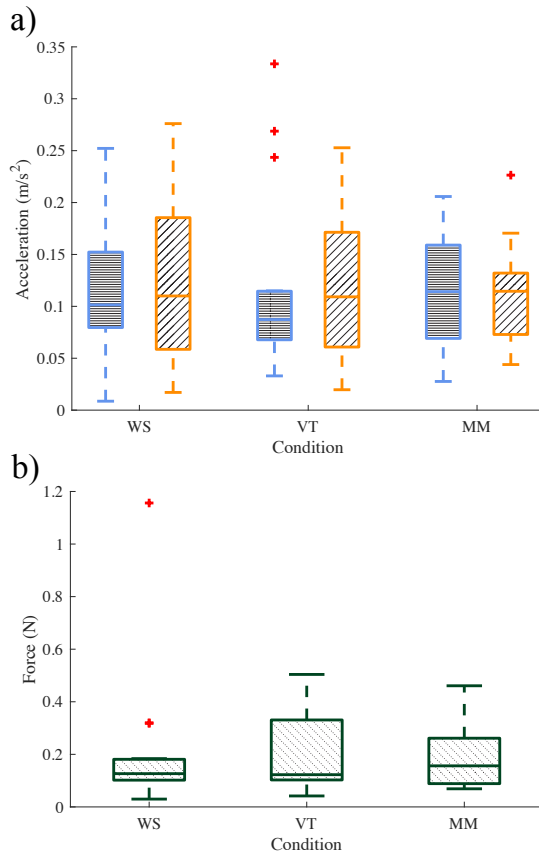 a)
0.35
0.3
0.25
0.2
0.15
0.1
0.05
0
Acceleration (m/s²)
WS VT MM
Condition
b)
1.2
1
0.8
0.6
0.4
0.2
0
Force (N)
WS VT MM
Condition